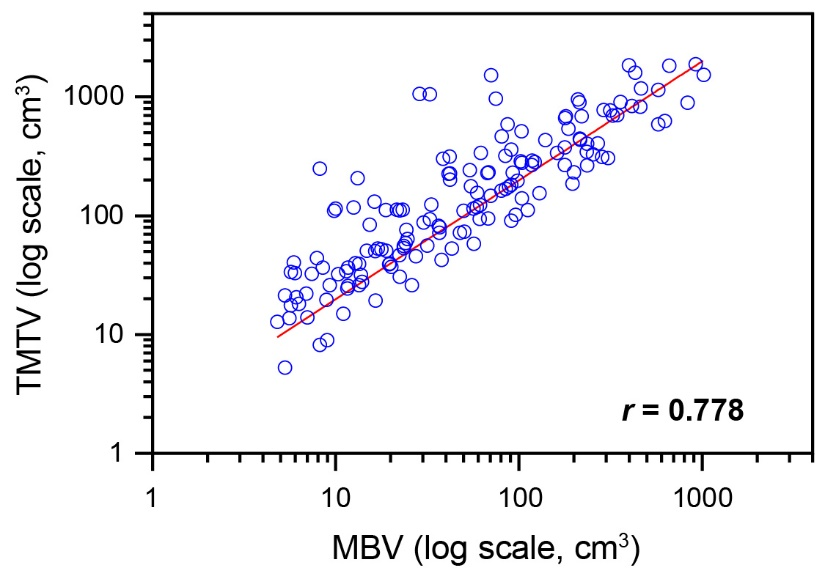 TMTV (log scale, cm³)
1000
100
10
1
r = 0.778
1 10 100 1000
MBV (log scale, cm³)